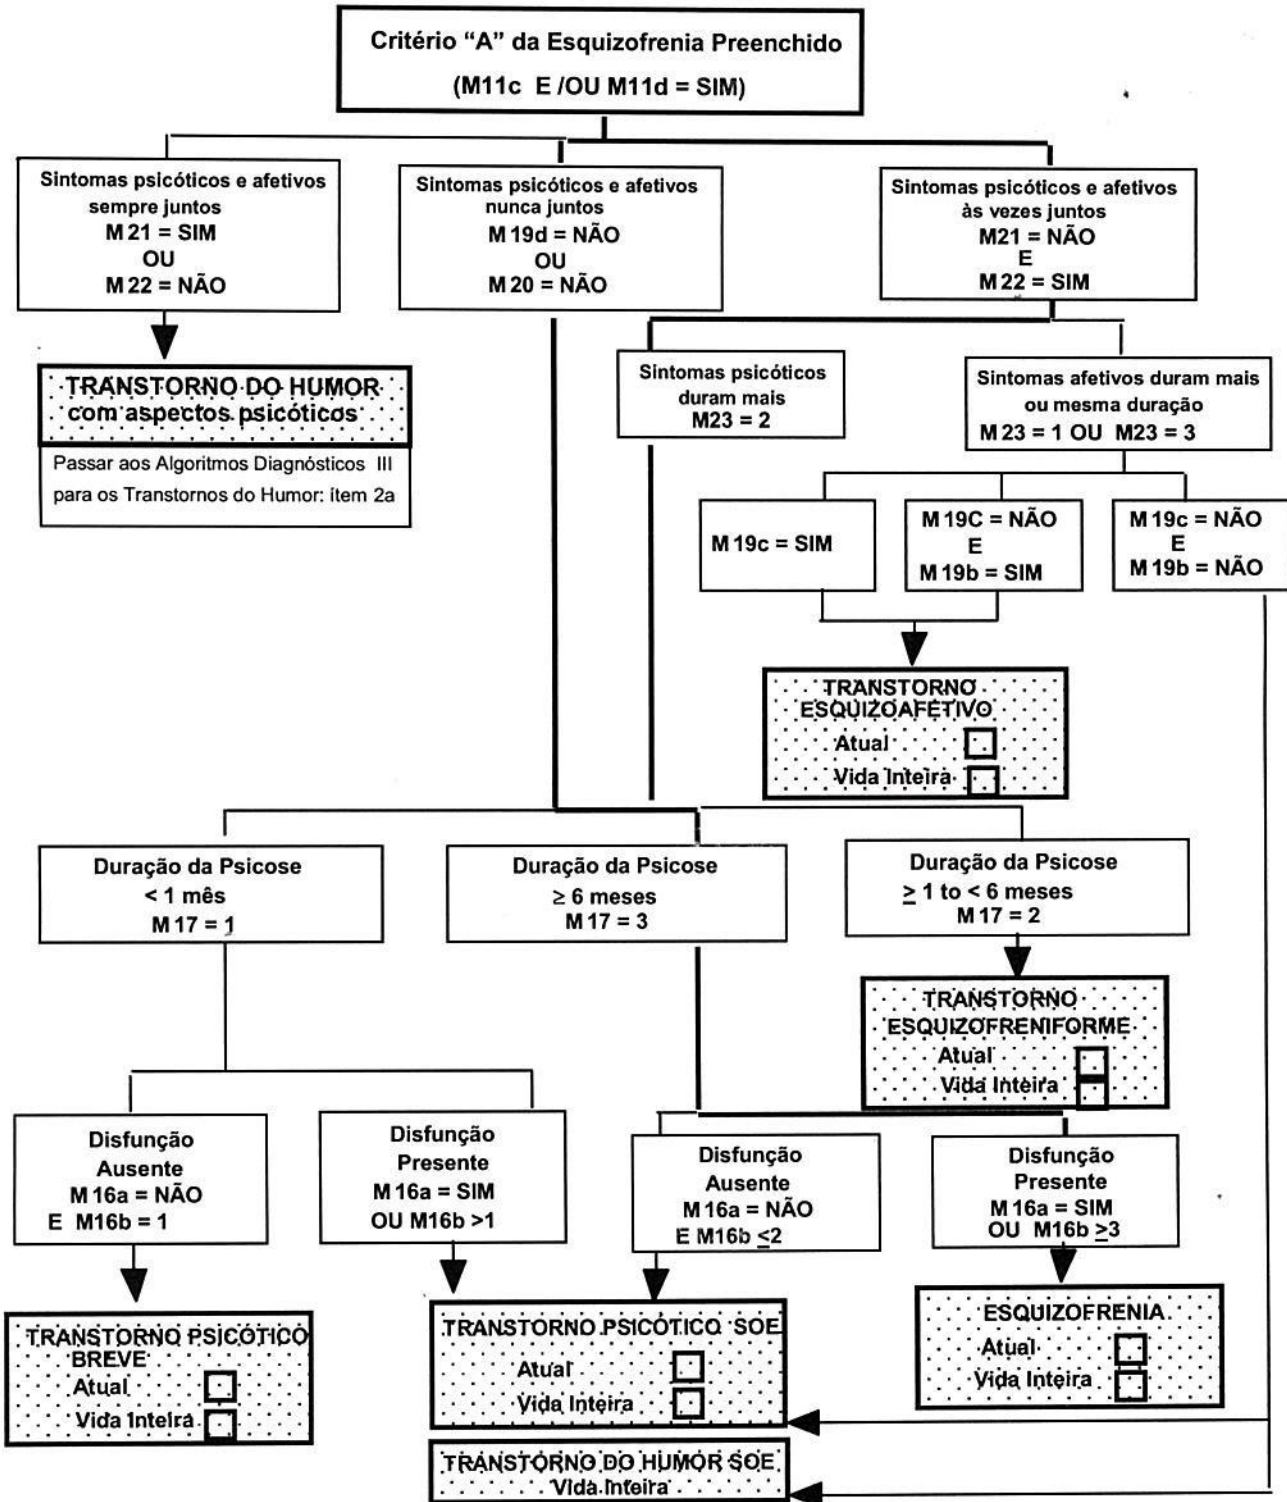 Critério “A” da Esquizofrenia Preenchido
(M11c E /OU M11d = SIM)
Sintomas psicóticos e afetivos
sempre juntos
M 21 = SIM
OU
M 22 = NÃO
Sintomas psicóticos e afetivos
nunca juntos
M 19d = NÃO
OU
M 20 = NÃO
Sintomas psicóticos e afetivos
às vezes juntos
M21 = NÃO
E
M 22 = SIM
TRANSTORNO DO HUMOR
com aspectos psicóticos
Passar aos Algoritmos Diagnósticos III
para os Transtornos do Humor: ítem 2a
Sintomas psicóticos
duram mais
M23 = 2
Sintomas afetivos duram mais
ou mesma duração
M 23 = 1 OU M23 = 3
M 19c = SIM
M 19C = NÃO
E
M 19b = SIM
M 19c = NÃO
E
M 19b = NÃO
TRANSTORNO
ESQUIZOAFETIVO
Atual
Vida Inteira
Duração da Psicose
< 1 mês
M 17 = 1
Duração da Psicose
≥ 6 meses
M 17 = 3
Duração da Psicose
≥ 1 to < 6 meses
M 17 = 2
TRANSTORNO
ESQUIZOFRENIFORME
Atual
Vida Inteira
Disfunção
Ausente
M 16a = NÃO
E M16b = 1
Disfunção
Presente
M 16a = SIM
OU M16b >1
Disfunção
Ausente
M 16a = NÃO
E M16b ≤2
Disfunção
Presente
M 16a = SIM
OU M16b ≥3
TRANSTORNO PSICÓTICO
BREVE
Atual
Vida Inteira
TRANSTORNO PSICÓTICO SOE
Atual
Vida Inteira
ESQUIZOFRENIA
Atual
Vida Inteira
TRANSTORNO DO HUMOR SOE
Vida Inteira